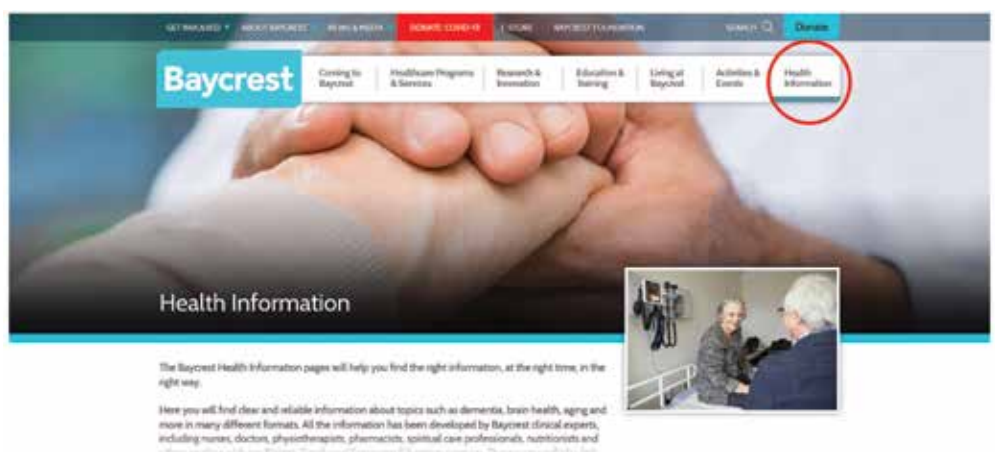 GET INVOLVED ABOUT BAYCREST NEWS & MEDIA DONATE COVID-19 E-STORE BAYCREST FOUNDATION SEARCH Donate
Baycrest
Coming to
Baycrest
Healthcare Programs
& Services
Research &
Innovation
Education &
Training
Living at
Baycrest
Activities &
Events
Health
Information
Health Information
The Baycrest Health Information pages will help you find the right information, at the right time, in the
right way.
Here you will find clear and reliable information about topics such as dementia, brain health, aging and
more in many different formats. All the information has been developed by Baycrest clinical experts,
including nurses, doctors, physiotherapists, pharmacists, spiritual care professionals, nutritionists and